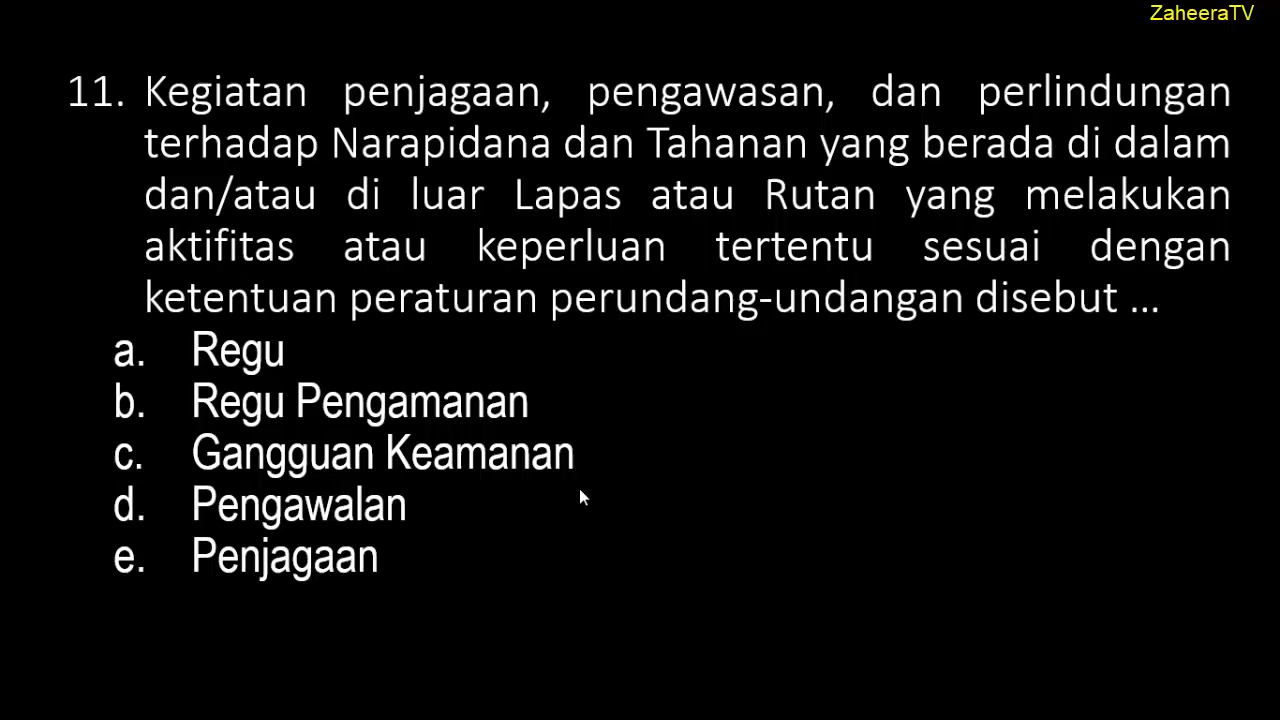 ZaheeraTV
11. Kegiatan penjagaan, pengawasan, dan perlindungan
terhadap Narapidana dan Tahanan yang berada di dalam
dan/atau di luar Lapas atau Rutan yang melakukan
aktifitas atau keperluan tertentu sesuai dengan
ketentuan peraturan perundang-undangan disebut ...
a. Regu
b. Regu Pengamanan
c. Gangguan Keamanan
d. Pengawalan
e. Penjagaan